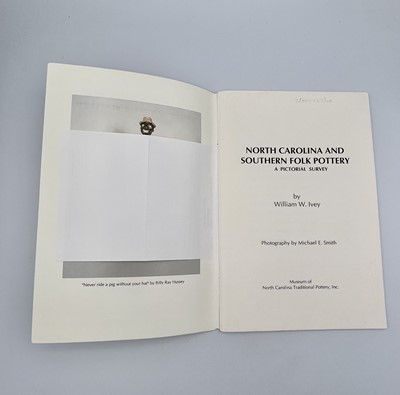 "Never ride a pig without your hat" by Billy Ray Hussey
NORTH CAROLINA AND
SOUTHERN FOLK POTTERY
A PICTORIAL SURVEY
by
William W. Ivey
Photography by Michael E. Smith
Museum of
North Carolina Traditional Pottery, Inc.